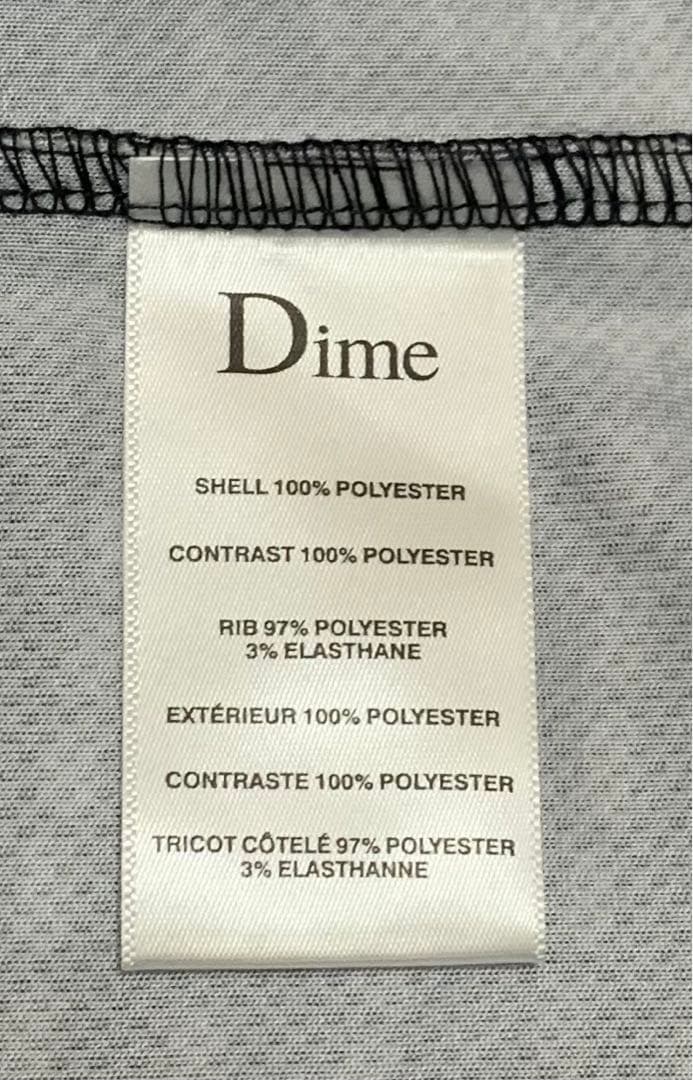 Dime
SHELL 100% POLYESTER
CONTRAST 100% POLYESTER
RIB 97% POLYESTER
3% ELASTHANE
EXTÉRIEUR 100% POLYESTER
CONTRASTE 100% POLYESTER
TRICOT CÔTELÉ 97% POLYESTER
3% ELASTHANNE